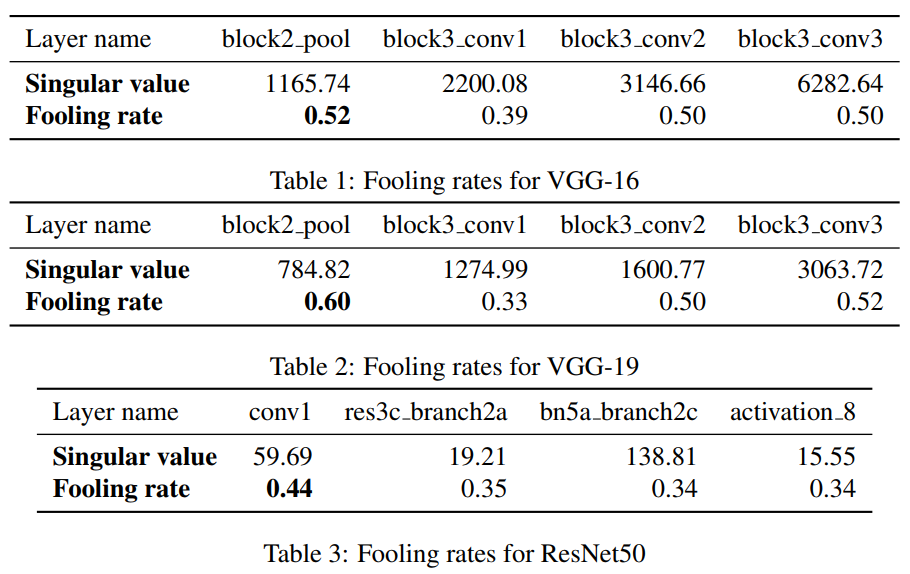 Layer name block2_pool block3_conv1 block3_conv2 block3_conv3
Singular value 1165.74 2200.08 3146.66 6282.64
Fooling rate 0.52 0.39 0.50 0.50
Table 1: Fooling rates for VGG-16
Layer name block2_pool block3_conv1 block3_conv2 block3_conv3
Singular value 784.82 1274.99 1600.77 3063.72
Fooling rate 0.60 0.33 0.50 0.52
Table 2: Fooling rates for VGG-19
Layer name conv1 res3c_branch2a bn5a_branch2c activation_8
Singular value 59.69 19.21 138.81 15.55
Fooling rate 0.44 0.35 0.34 0.34
Table 3: Fooling rates for ResNet50